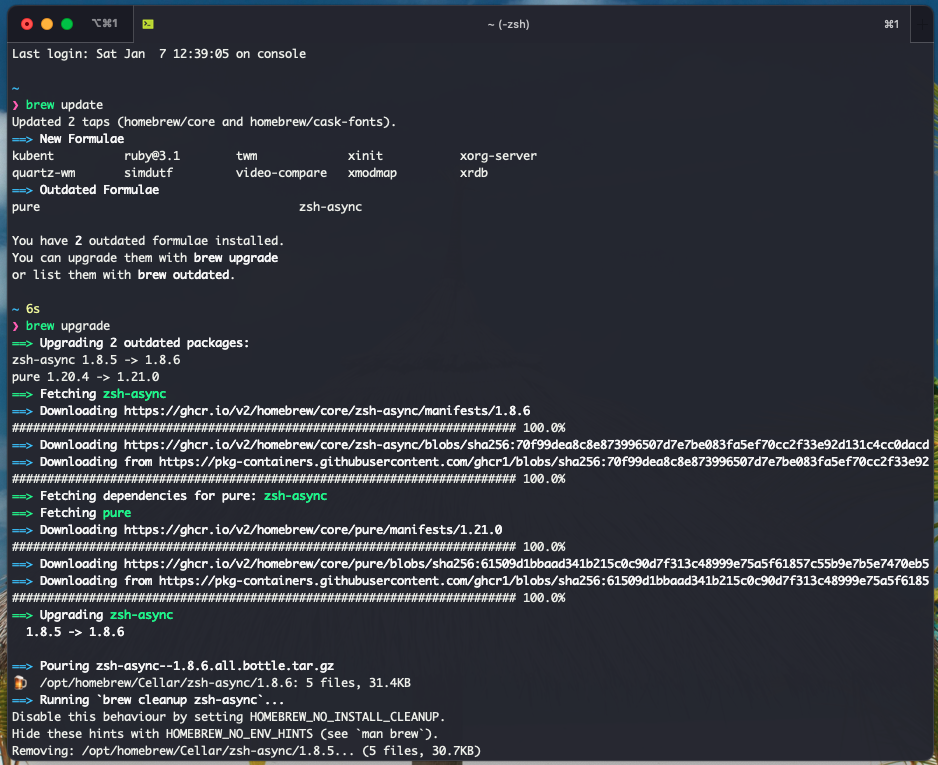 ⌥⌘1
~ (-zsh)
⌘1
Last login: Sat Jan  7 12:39:05 on console
~
❯ brew update
Updated 2 taps (homebrew/core and homebrew/cask-fonts).
==> New Formulae
kubent          ruby@3.1        twm             xinit           xorg-server
quartz-wm       simdutf         video-compare   xmodmap         xrdb
==> Outdated Formulae
pure                                     zsh-async
You have 2 outdated formulae installed.
You can upgrade them with brew upgrade
or list them with brew outdated.
~ 6s
❯ brew upgrade
==> Upgrading 2 outdated packages:
zsh-async 1.8.5 -> 1.8.6
pure 1.20.4 -> 1.21.0
==> Fetching zsh-async
==> Downloading https://ghcr.io/v2/homebrew/core/zsh-async/manifests/1.8.6
######################################################################## 100.0%
==> Downloading https://ghcr.io/v2/homebrew/core/zsh-async/blobs/sha256:70f99dea8c8e873996507d7e7be083fa5ef70cc2f33e92d131c4cc0dacd
==> Downloading from https://pkg-containers.githubusercontent.com/ghcr1/blobs/sha256:70f99dea8c8e873996507d7e7be083fa5ef70cc2f33e92
######################################################################## 100.0%
==> Fetching dependencies for pure: zsh-async
==> Fetching pure
==> Downloading https://ghcr.io/v2/homebrew/core/pure/manifests/1.21.0
######################################################################## 100.0%
==> Downloading https://ghcr.io/v2/homebrew/core/pure/blobs/sha256:61509d1bbaad341b215c0c90d7f313c48999e75a5f61857c55b9e7b5e7470eb5
==> Downloading from https://pkg-containers.githubusercontent.com/ghcr1/blobs/sha256:61509d1bbaad341b215c0c90d7f313c48999e75a5f6185
######################################################################## 100.0%
==> Upgrading zsh-async
  1.8.5 -> 1.8.6
==> Pouring zsh-async--1.8.6.all.bottle.tar.gz
🍺  /opt/homebrew/Cellar/zsh-async/1.8.6: 5 files, 31.4KB
==> Running `brew cleanup zsh-async`...
Disable this behaviour by setting HOMEBREW_NO_INSTALL_CLEANUP.
Hide these hints with HOMEBREW_NO_ENV_HINTS (see `man brew`).
Removing: /opt/homebrew/Cellar/zsh-async/1.8.5... (5 files, 30.7KB)